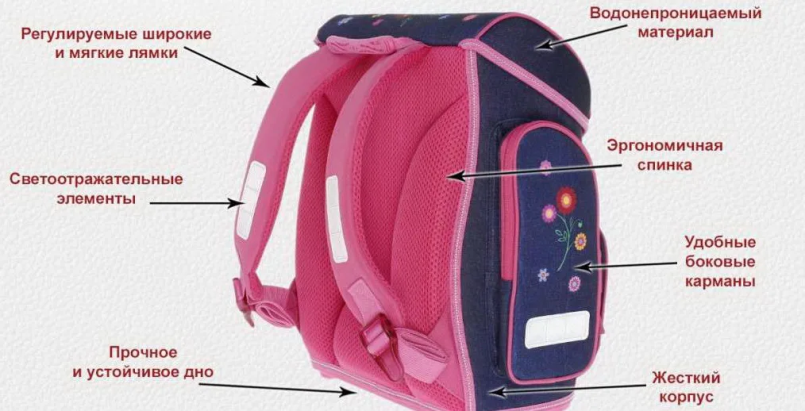 Регулируемые широкие
и мягкие лямки
Водонепроницаемый
материал
Эргономичная
спинка
Светоотражательные
элементы
Удобные
боковые
карманы
Прочное
и устойчивое дно
Жесткий
корпус